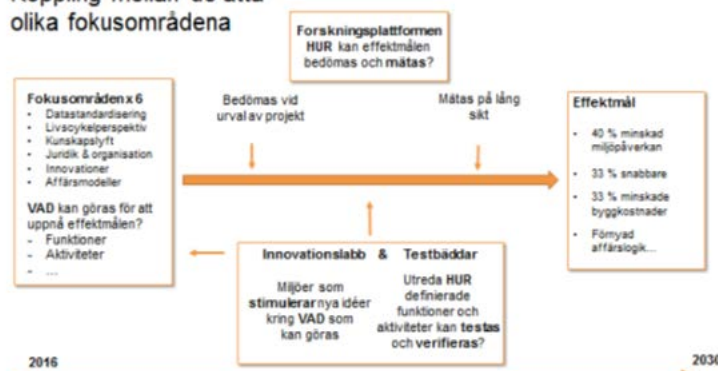 olika fokusområdena
Forskningsplattformen
HUR kan effektmålen
bedömas och mätas?
Fokusområden x 6
• Datastandardisering
• Livscykelperspektiv
• Kunskapslyft
• Juridik & organisation
• Innovationer
• Affärsmodeller
VAD kan göras för att
uppnå effektmålen?
- Funktioner
- Aktiviteter
- ...
Bedömas vid
urval av projekt
Mätas på lång
sikt
Effektmål
• 40 % minskad
miljöpåverkan
• 33 % snabbare
• 33 % minskade
byggkostnader
• Förnyad
affärslogik...
Innovationslabb & Testbäddar
Miljöer som
stimulerar nya idéer
kring VAD som
kan göras
Utreda HUR
definierade
funktioner och
aktiviteter kan testas
och verifieras?
2016
2030